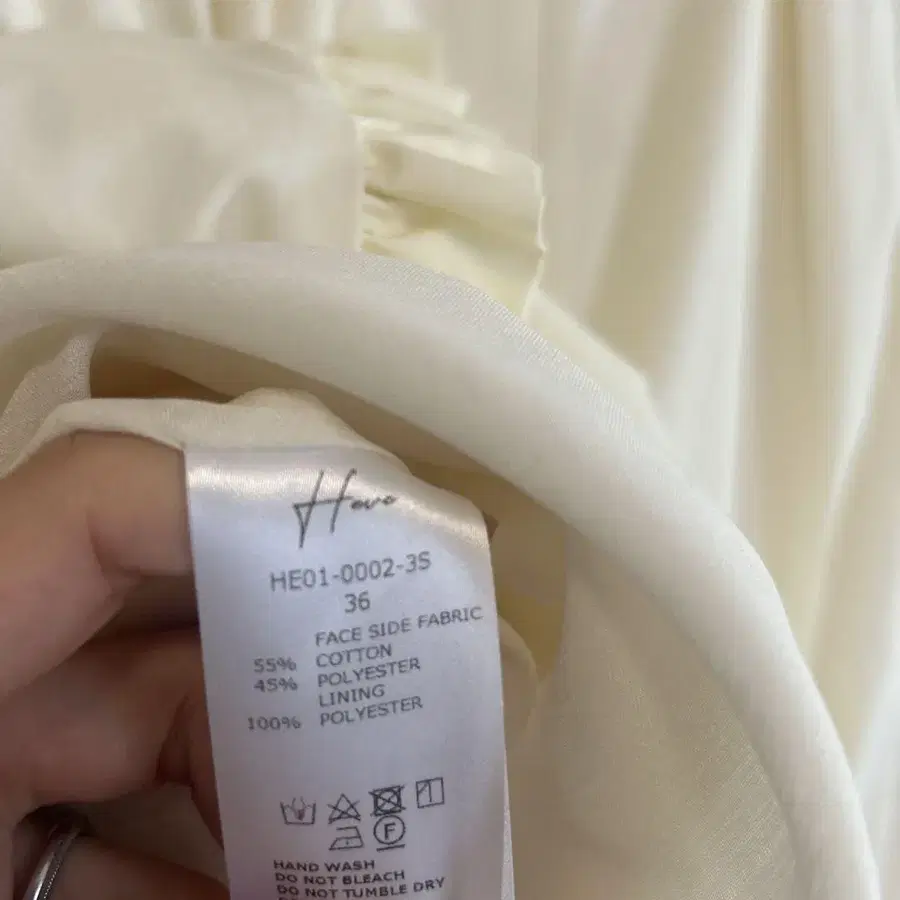 Heve
HE01-0002-3S
36
FACE SIDE FABRIC
55% COTTON
45% POLYESTER
LINING
100% POLYESTER
F
HAND WASH
DO NOT BLEACH
DO NOT TUMBLE DRY